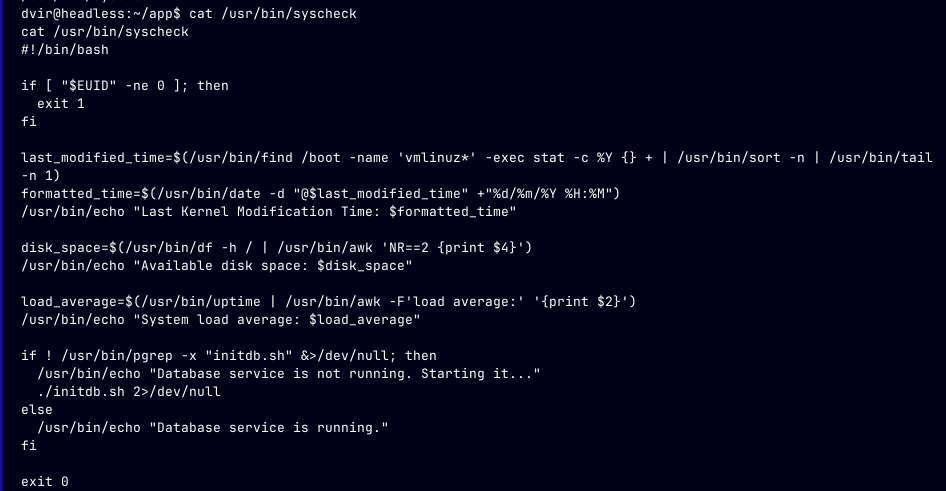 dvir@headless:~/app$ cat /usr/bin/syscheck
cat /usr/bin/syscheck
#!/bin/bash

if [ "$EUID" -ne 0 ]; then
  exit 1
fi

last_modified_time=$(/usr/bin/find /boot -name 'vmlinuz*' -exec stat -c %Y {} + | /usr/bin/sort -n | /usr/bin/tail
-n 1)
formatted_time=$(/usr/bin/date -d "@$last_modified_time" +"%d/%m/%Y %H:%M")
/usr/bin/echo "Last Kernel Modification Time: $formatted_time"

disk_space=$(/usr/bin/df -h / | /usr/bin/awk 'NR==2 {print $4}')
/usr/bin/echo "Available disk space: $disk_space"

load_average=$(/usr/bin/uptime | /usr/bin/awk -F'load average:' '{print $2}')
/usr/bin/echo "System load average: $load_average"

if ! /usr/bin/pgrep -x "initdb.sh" &>/dev/null; then
  /usr/bin/echo "Database service is not running. Starting it..."
  ./initdb.sh 2>/dev/null
else
  /usr/bin/echo "Database service is running."
fi

exit 0